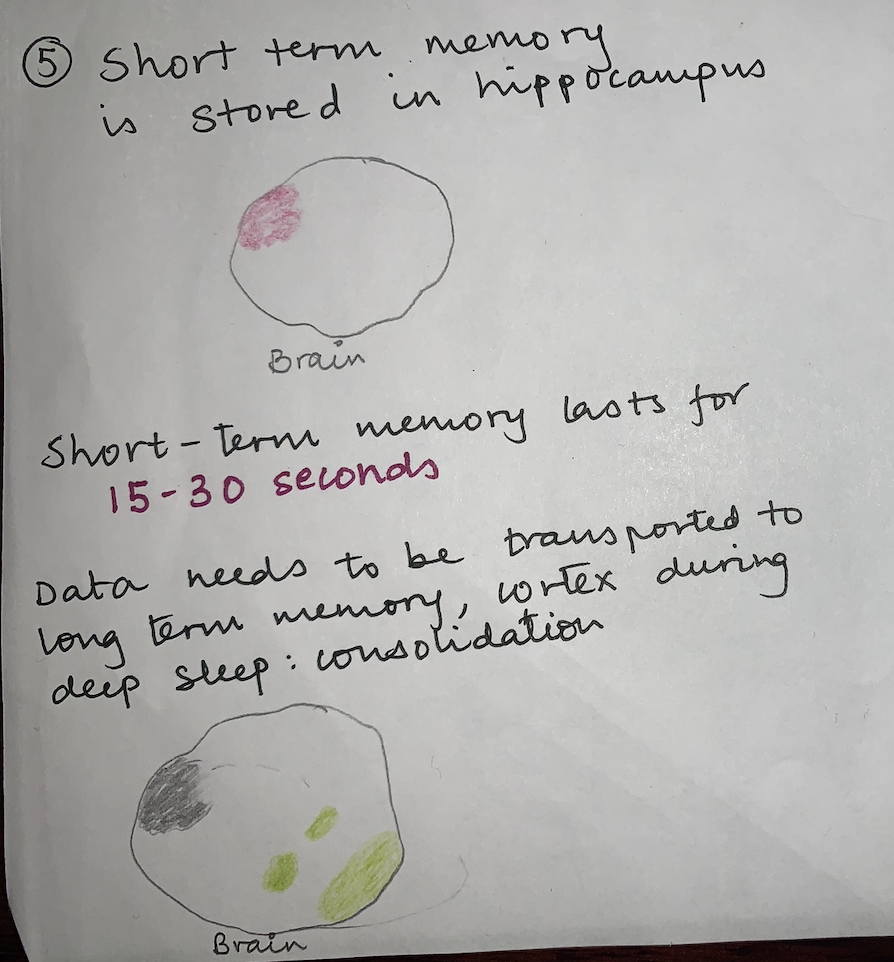 ⑤ Short term memory
is stored in hippocampus
Brain
Short-Term memory lasts for
15-30 seconds
Data needs to be transported to
long term memory, cortex during
deep sleep: consolidation
Brain